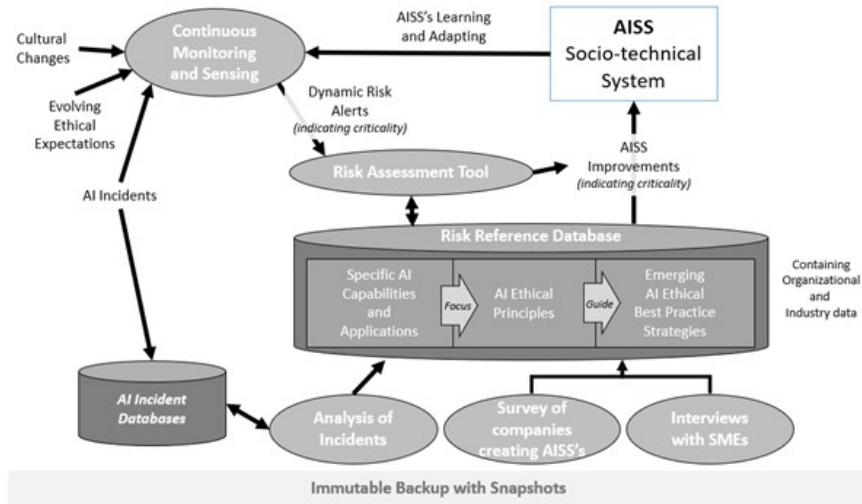 Cultural
Changes
Evolving
Ethical
Expectations
Continuous
Monitoring
and Sensing
AISS's Learning
and Adapting
AISS
Socio-technical
System
Dynamic Risk
Alerts
(indicating criticality)
AI Incidents
Risk Assessment Tool
AISS
Improvements
(indicating criticality)
Risk Reference Database
Specific AI
Capabilities
and
Applications
Focus
AI Ethical
Principles
Guide
Emerging
AI Ethical
Best Practice
Strategies
Containing
Organizational
and
Industry data
AI Incident
Databases
Analysis of
Incidents
Survey of
companies
creating AISS's
Interviews
with SMEs
Immutable Backup with Snapshots